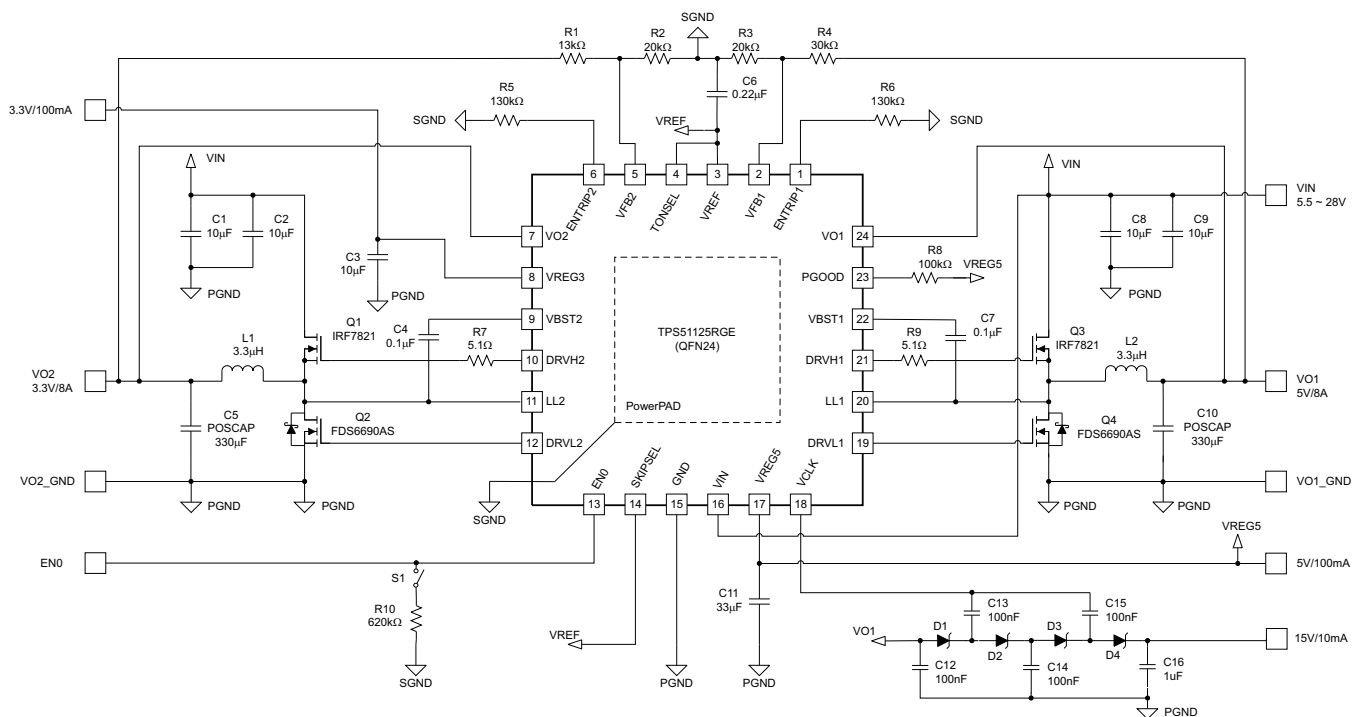 SGND
R1
13kΩ
R2
20kΩ
R3
20kΩ
R4
30kΩ
3.3V/100mA
R5
130kΩ
SGND
C6
0.22μF
VREF
R6
130kΩ
SGND
VIN
6
5
4
3
2
1
ENTRIP2
VFB2
TONSEL
VREF
VFB1
ENTRIP1
VIN
VIN
5.5 ~ 28V
C1
10μF
C2
10μF
PGND
C3
10μF
PGND
7
VO2
8
VREG3
9
VBST2
10
DRVH2
11
LL2
12
DRVL2
VO1
24
PGOOD
23
VBST1
22
DRVH1
21
LL1
20
DRVL1
19
R8
100kΩ
VREG5
C8
10μF
C9
10μF
PGND
TPS51125RGE
(QFN24)
PowerPAD
Q1
IRF7821
C4
0.1μF
R7
5.1Ω
R9
5.1Ω
C7
0.1μF
Q3
IRF7821
L1
3.3μH
L2
3.3μH
VO2
3.3V/8A
VO1
5V/8A
C5
POSCAP
330μF
Q2
FDS6690AS
Q4
FDS6690AS
C10
POSCAP
330μF
VO2_GND
PGND
PGND
SGND
EN0
SKIPSEL
GND
VIN
VREG5
VCLK
13
14
15
16
17
18
PGND
PGND
VO1_GND
EN0
S1
R10
620kΩ
SGND
VREF
PGND
C11
33μF
PGND
VREG5
5V/100mA
C13
100nF
C15
100nF
VO1
D1
D2
D3
D4
15V/10mA
C12
100nF
C14
100nF
C16
1uF
PGND